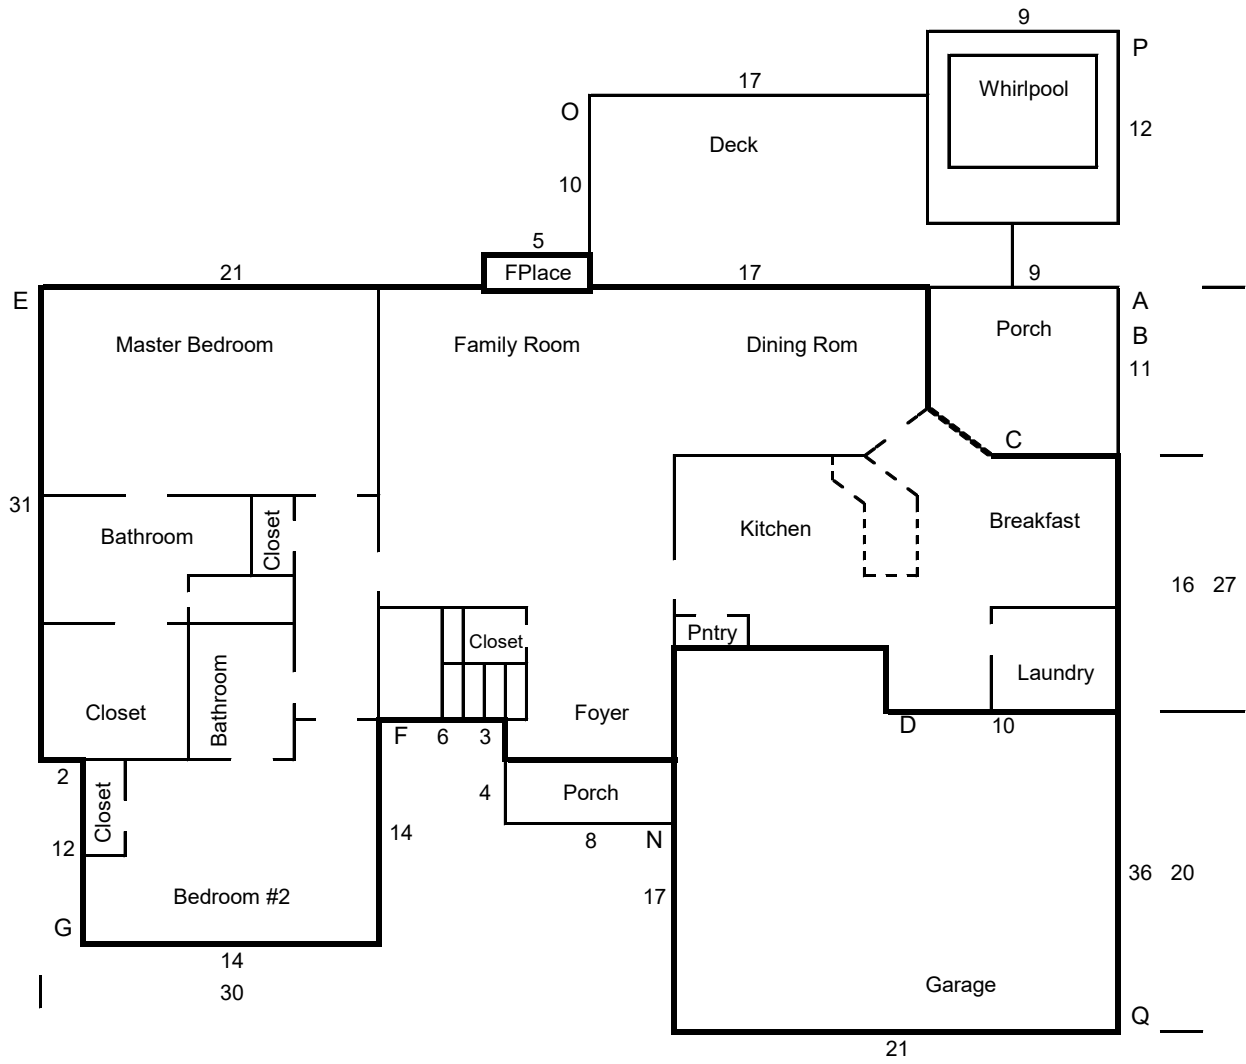 9
P
Whirlpool
17
O
12
Deck
10
5
21
FPlace
17
9
E
A
Porch
B
Master Bedroom
Family Room
Dining Rom
11
C
31
Bathroom
Closet
Kitchen
Breakfast
16 27
Pntry
Closet
Laundry
Closet
Bathroom
Foyer
D
10
F
6
3
2
Closet
4
Porch
14
8
N
12
36 20
Bedroom #2
17
G
14
30
Garage
Q
21